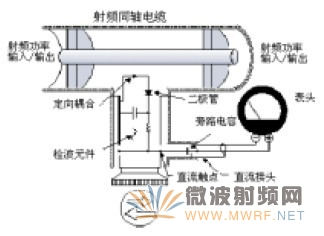 射频同轴电缆
射频功率
输入/输出
射频功率
输入/输出
定向耦合
二极管
表头
旁路电容
检波元件
直流触点
直流接头
微波射频网
WWW.MWRF.NET